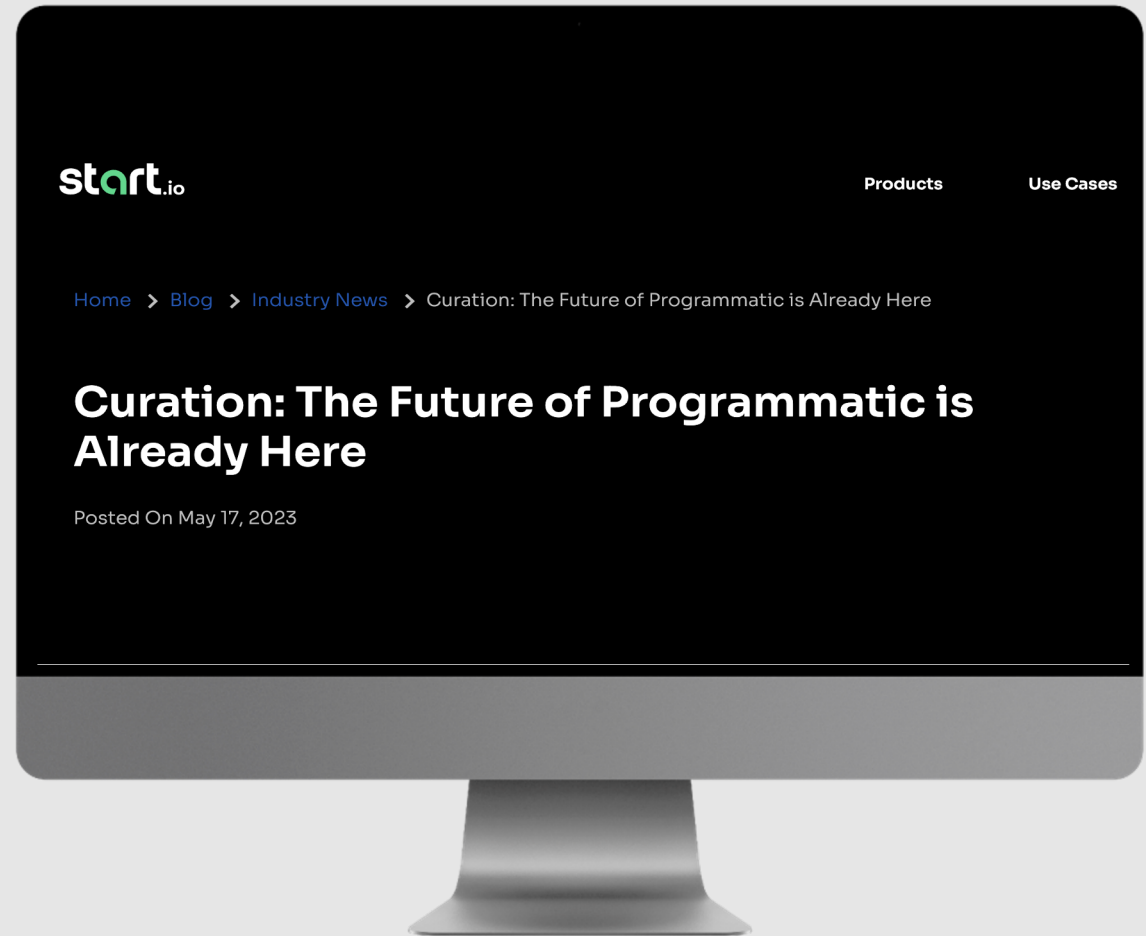 start.io
Products
Use Cases
Home > Blog > Industry News > Curation: The Future of Programmatic is Already Here
Curation: The Future of Programmatic is
Already Here
Posted On May 17, 2023